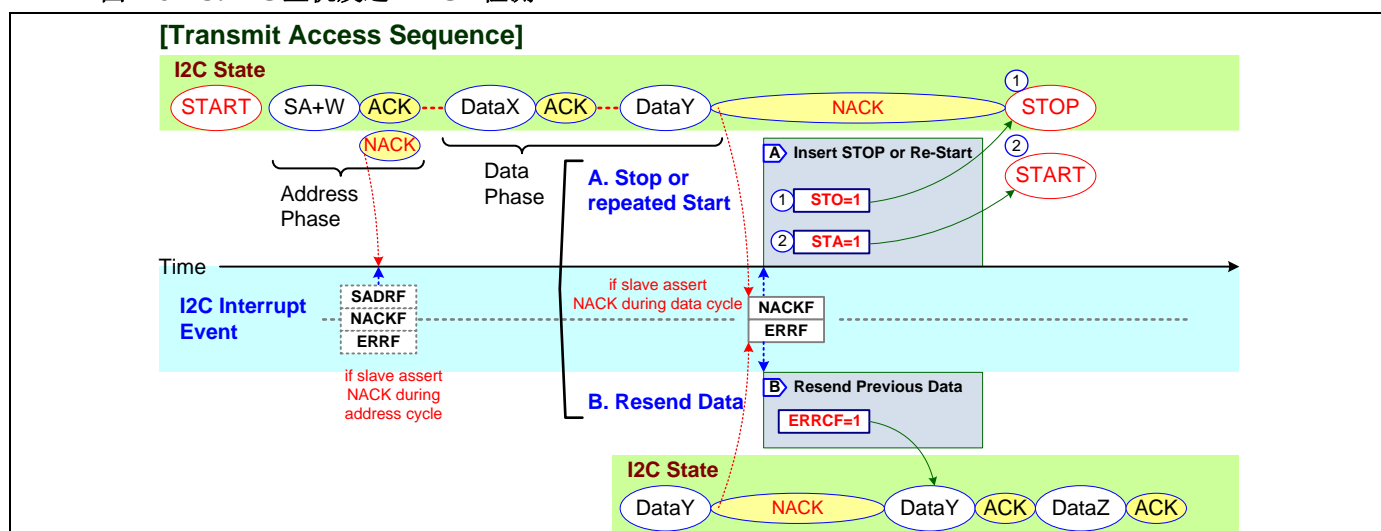 [Transmit Access Sequence]
I2C State
START SA+W ACK DataX ACK DataY NACK STOP
1
NACK
2
START
Address
Phase
Data
Phase
A. Stop or
repeated Start
A Insert STOP or Re-Start
1 STO=1
2 STA=1
Time
I2C Interrupt
Event
SADRF
NACKF
ERRF
if slave assert
NACK during
address cycle
if slave assert
NACK during data cycle
NACKF
ERRF
B. Resend Data
B Resend Previous Data
ERRCF=1
I2C State
DataY NACK DataY ACK DataZ ACK